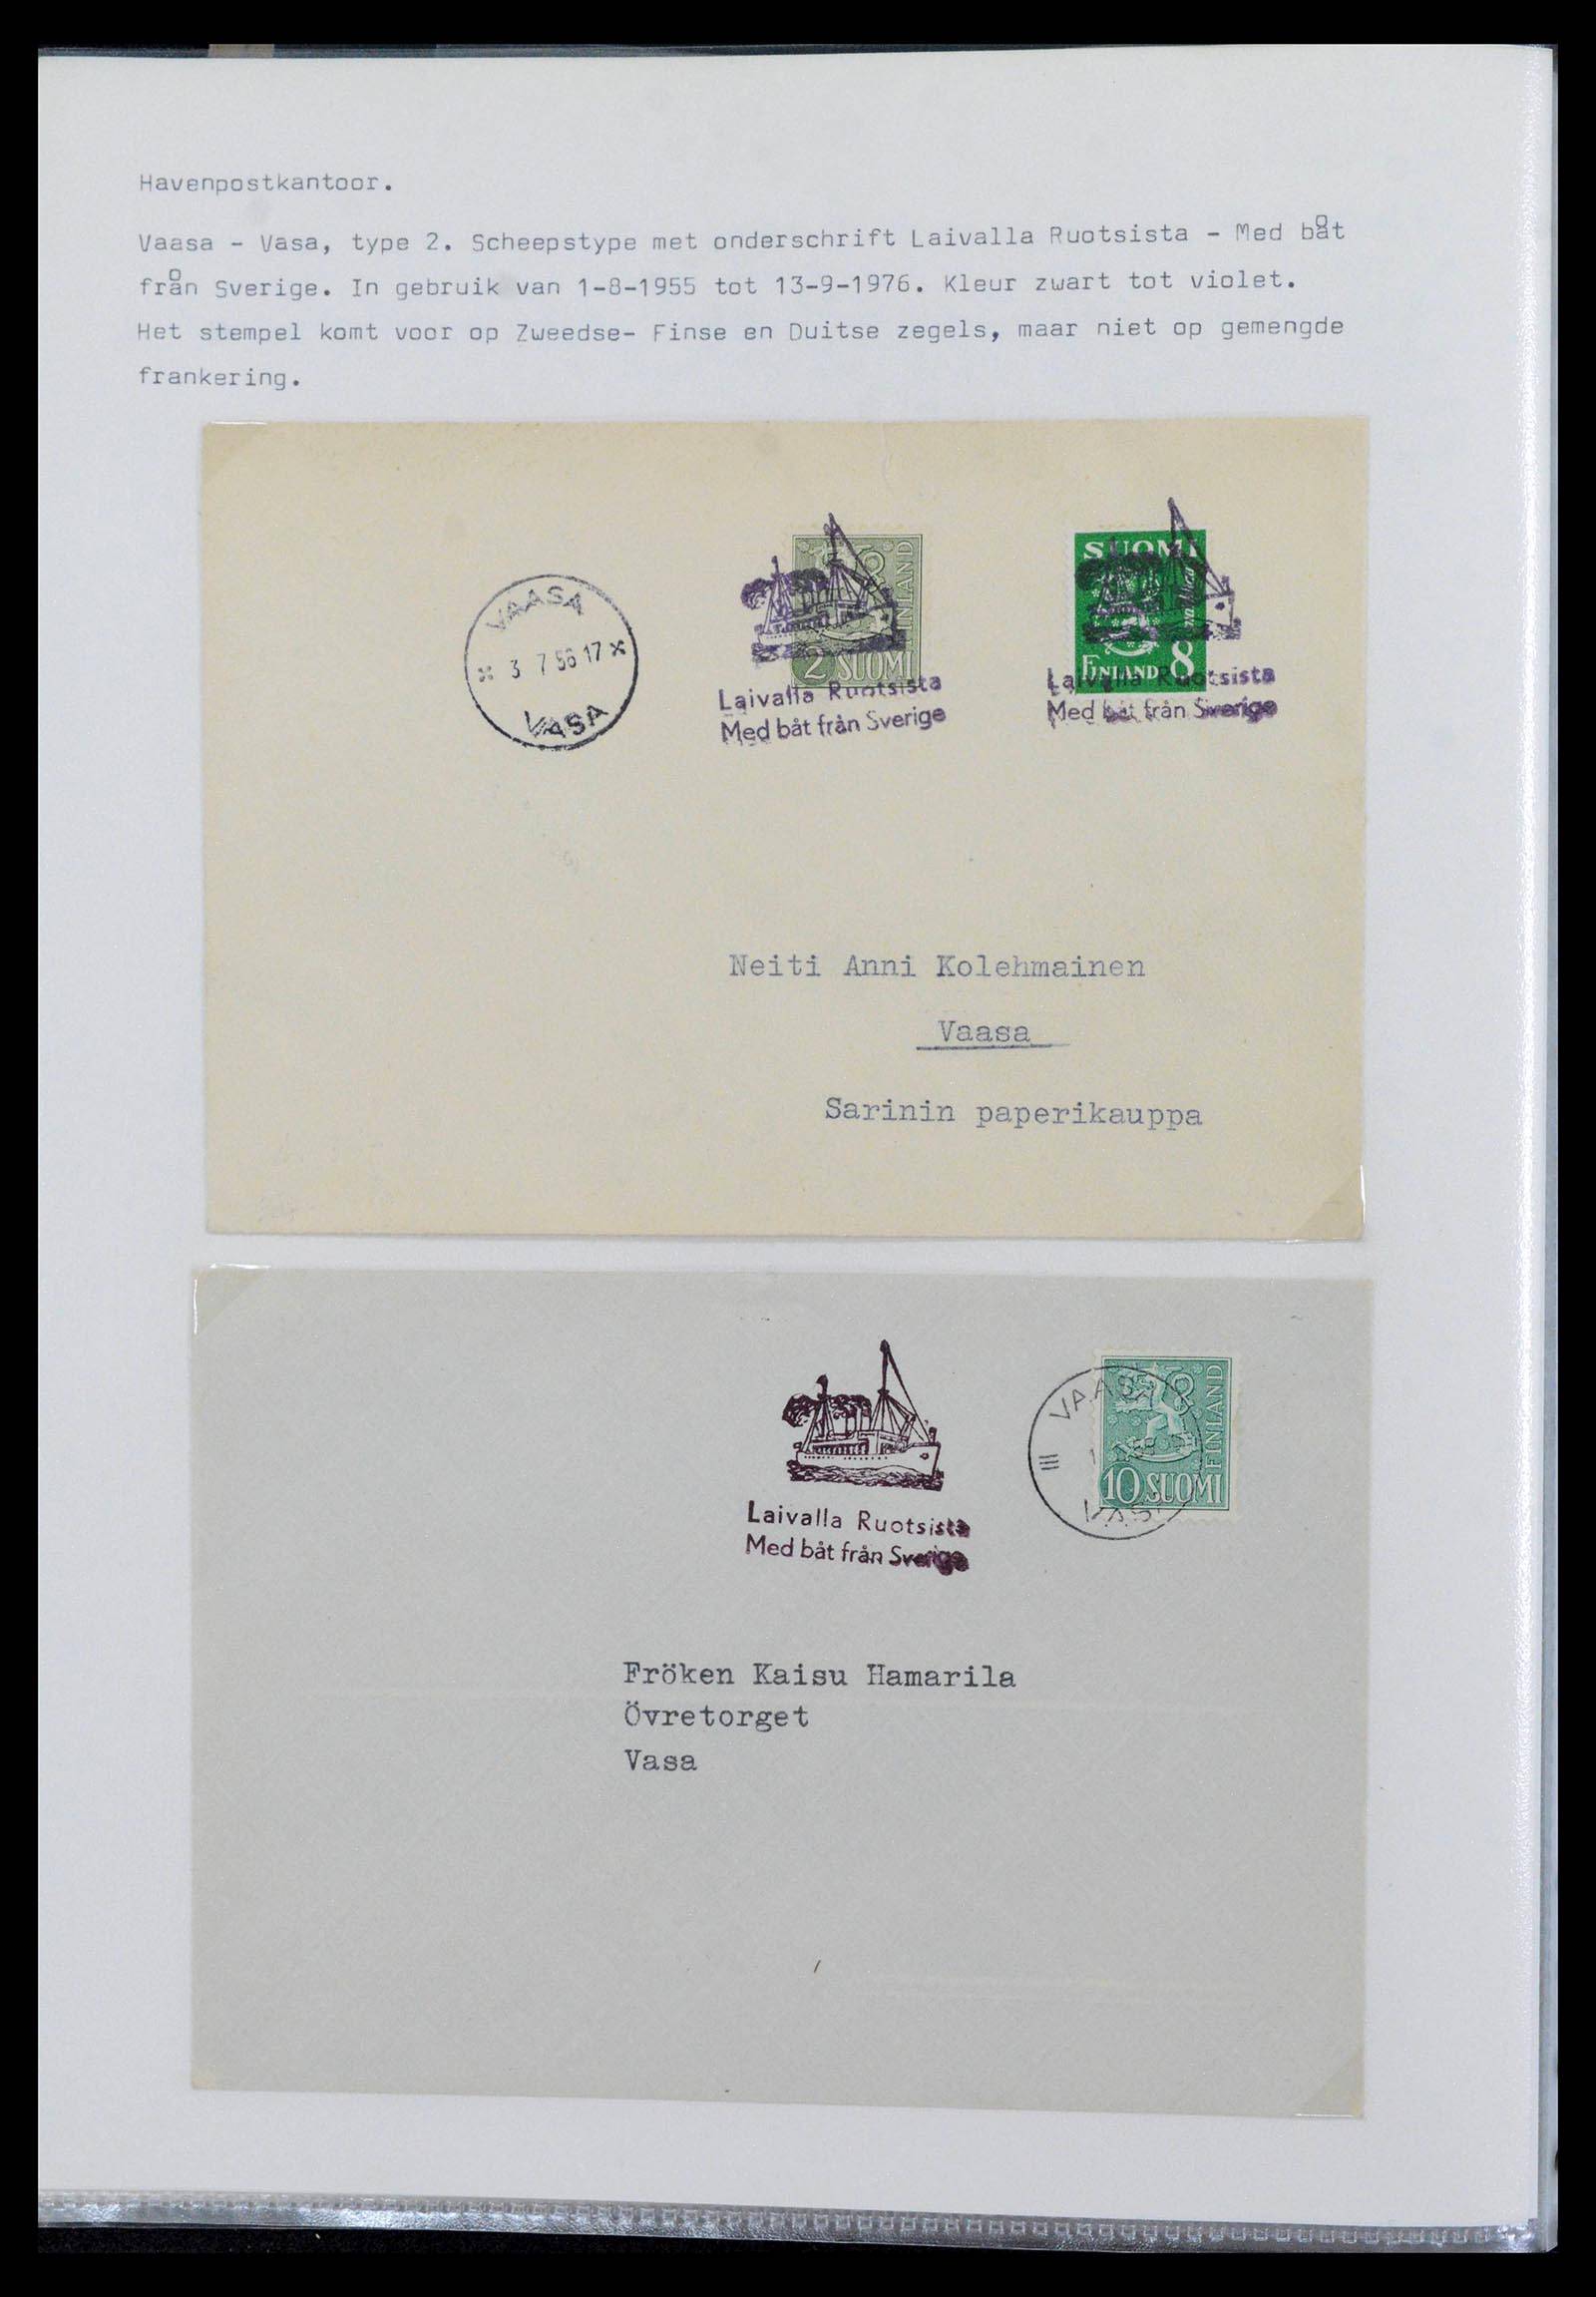 Havenpostkantoor.
Vaasa - Vasa, type 2. Scheepstype met onderschrift Laivalla Ruotsista - Med båt
från Sverige. In gebruik van 1-8-1955 tot 13-9-1976. Kleur zwart tot violet.
Het stempel komt voor op Zweedse- Finse en Duitse zegels, maar niet op gemengde
frankering.
VAASA
3 7 56 17
VASA
FINLAND
2 SUOMI
Laivalla Ruotsista
Med båt från Sverige
SUOMI
FINLAND 8
Laivalla Ruotsista
Med båt från Sverige
Neiti Anni Kolehmainen
Vaasa
Sarinin paperikauppa
Laivalla Ruotsista
Med båt från Sverige
VAASA
FINLAND
10 SUOMI
VASA
Fröken Kaisu Hamarila
Övretorget
Vasa